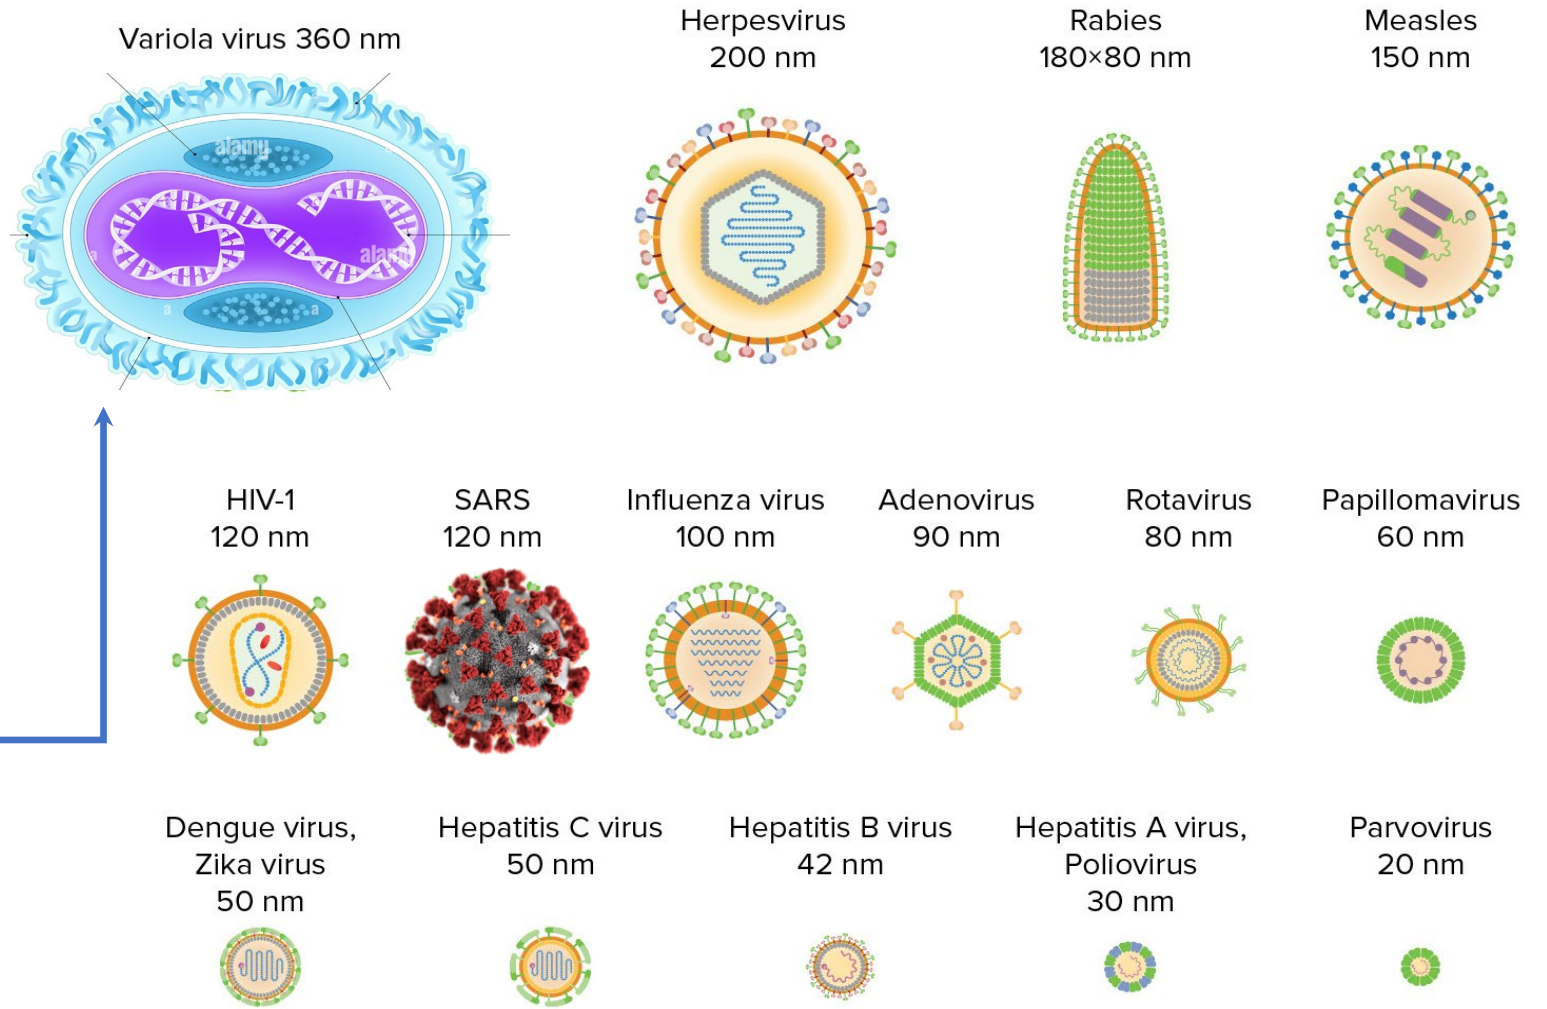 Variola virus 360 nm
Herpesvirus
200 nm
Rabies
180×80 nm
Measles
150 nm
alamy
alamy
a
a
a
HIV-1
120 nm
SARS
120 nm
Influenza virus
100 nm
Adenovirus
90 nm
Rotavirus
80 nm
Papillomavirus
60 nm
Dengue virus,
Zika virus
50 nm
Hepatitis C virus
50 nm
Hepatitis B virus
42 nm
Hepatitis A virus,
Poliovirus
30 nm
Parvovirus
20 nm